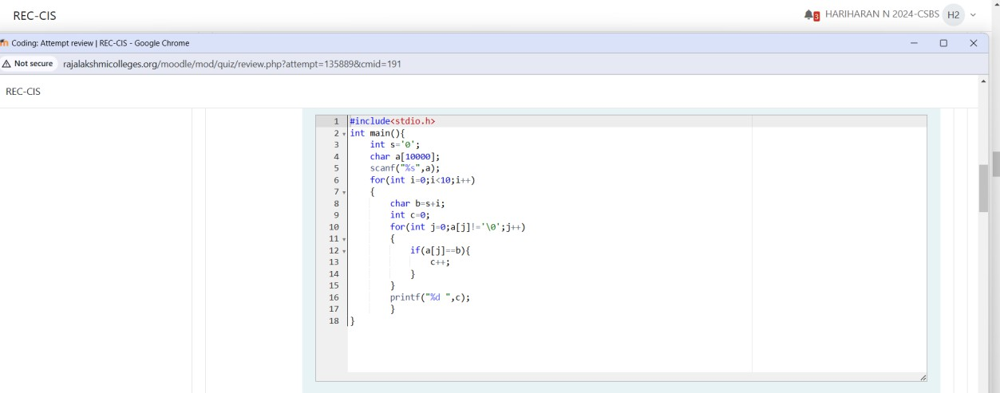 REC-CIS
3 HARIHARAN N 2024-CSBS H2
Coding: Attempt review | REC-CIS - Google Chrome
Not secure rajalakshmicolleges.org/moodle/mod/quiz/review.php?attempt=135889&cmid=191
REC-CIS
1 #include<stdio.h>
2 int main(){
3 int s='0';
4 char a[10000];
5 scanf("%s",a);
6 for(int i=0;i<10;i++)
7 {
8 char b=s+i;
9 int c=0;
10 for(int j=0;a[j]!='\0';j++)
11 {
12 if(a[j]==b){
13 c++;
14 }
15 }
16 printf("%d ",c);
17 }
18 }